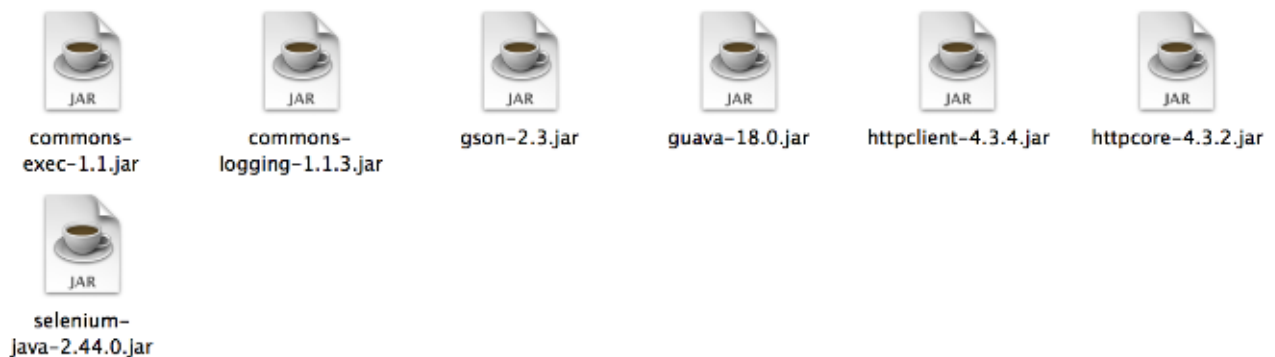 JAR JAR JAR JAR JAR JAR
commons- commons- gson-2.3.jar guava-18.0.jar httpclient-4.3.4.jar httpcore-4.3.2.jar
exec-1.1.jar logging-1.1.3.jar
JAR
selenium-
java-2.44.0.jar